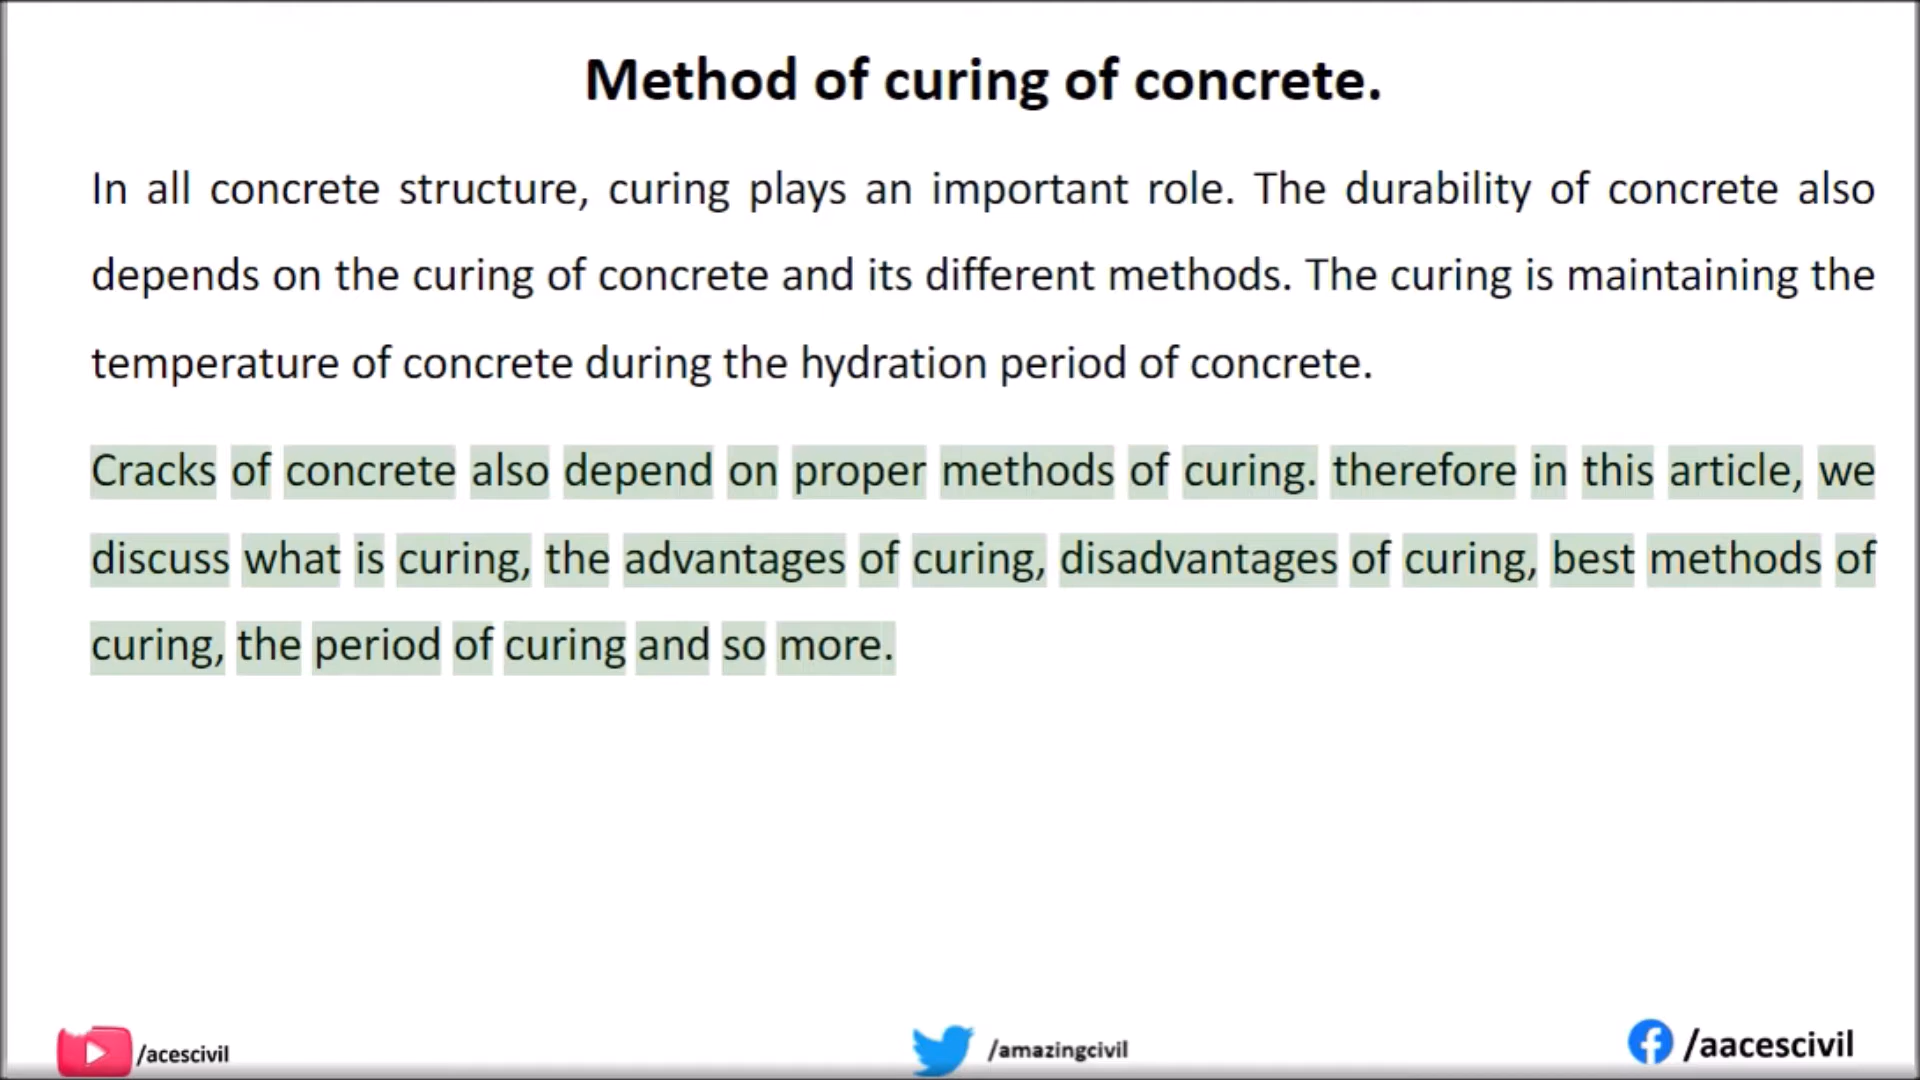 Method of curing of concrete.
In all concrete structure, curing plays an important role. The durability of concrete also
depends on the curing of concrete and its different methods. The curing is maintaining the
temperature of concrete during the hydration period of concrete.
Cracks of concrete also depend on proper methods of curing. therefore in this article, we
discuss what is curing, the advantages of curing, disadvantages of curing, best methods of
curing, the period of curing and so more.
/acescivil
/amazingcivil
/aacescivil